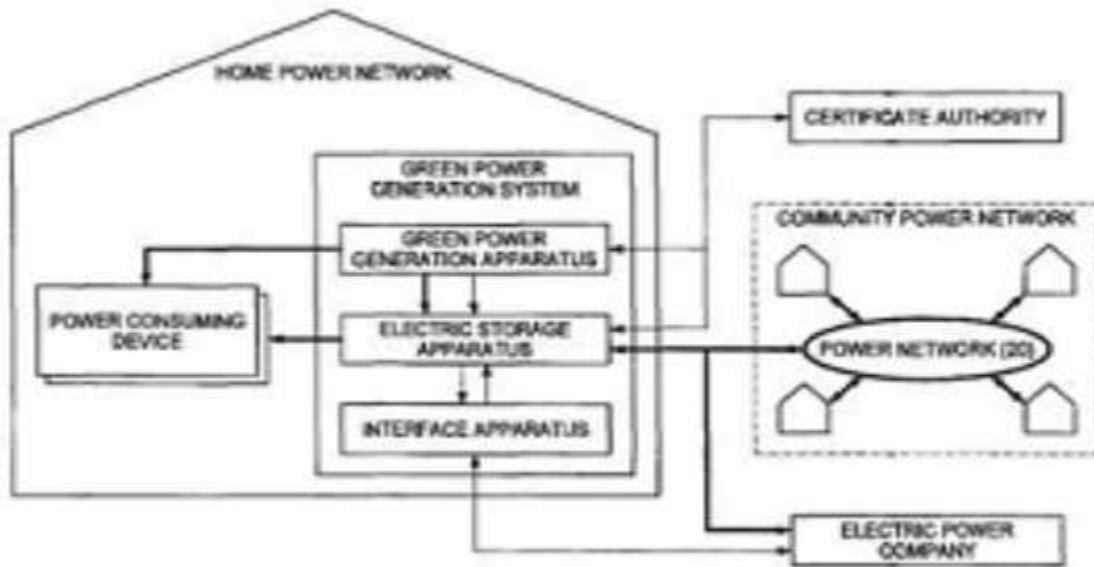 HOME POWER NETWORK
CERTIFICATE AUTHORITY
GREEN POWER
GENERATION SYSTEM
COMMUNITY POWER NETWORK
GREEN POWER
GENERATION APPARATUS
POWER CONSUMING
DEVICE
ELECTRIC STORAGE
APPARATUS
POWER NETWORK (20)
INTERFACE APPARATUS
ELECTRIC POWER
COMPANY